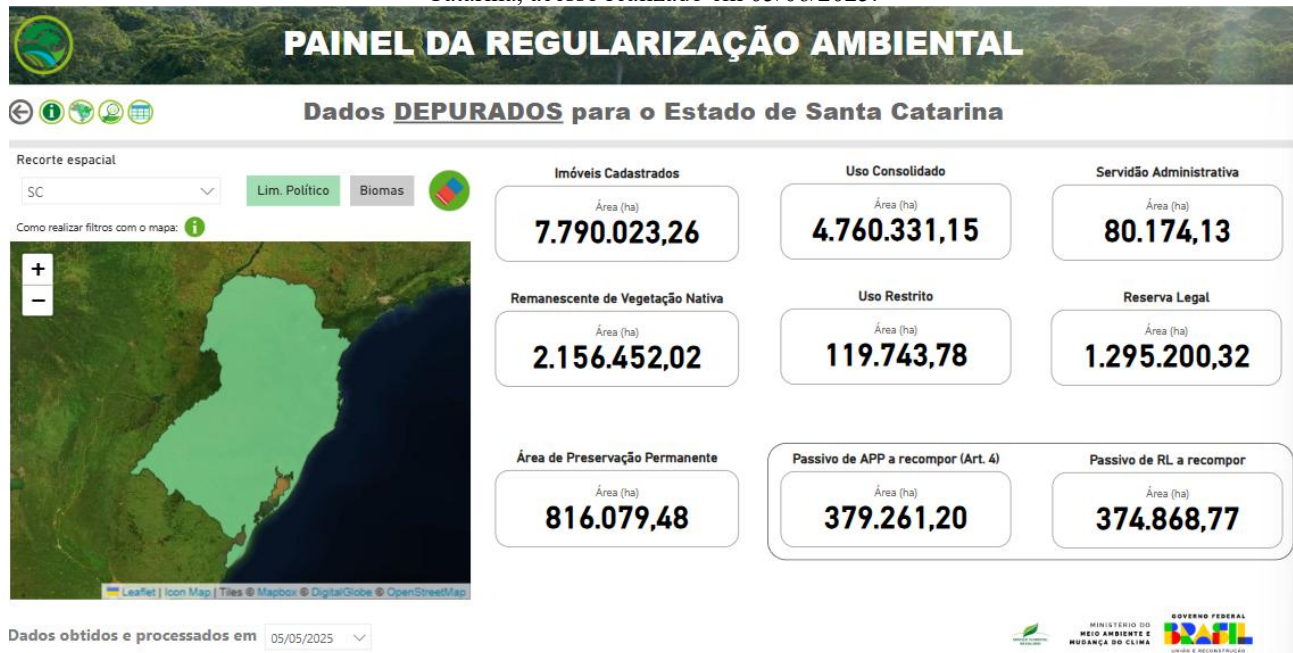 PAINEL DA REGULARIZAÇÃO AMBIENTAL
Dados DEPURADOS para o Estado de Santa Catarina
Recorte espacial
SC
Lim. Político
Biomas
Como realizar filtros com o mapa:
+
−
Leaflet | Icon Map | Tiles © Mapbox © DigitalGlobe © OpenStreetMap
Imóveis Cadastrados
Área (ha)
7.790.023,26
Uso Consolidado
Área (ha)
4.760.331,15
Servidão Administrativa
Área (ha)
80.174,13
Remanescente de Vegetação Nativa
Área (ha)
2.156.452,02
Uso Restrito
Área (ha)
119.743,78
Reserva Legal
Área (ha)
1.295.200,32
Área de Preservação Permanente
Área (ha)
816.079,48
Passivo de APP a recompor (Art. 4)
Área (ha)
379.261,20
Passivo de RL a recompor
Área (ha)
374.868,77
Dados obtidos e processados em
05/05/2025
MINISTÉRIO DO
MEIO AMBIENTE E
MUDANÇA DO CLIMA
GOVERNO FEDERAL
BRASIL
UNIÃO E RECONSTRUÇÃO